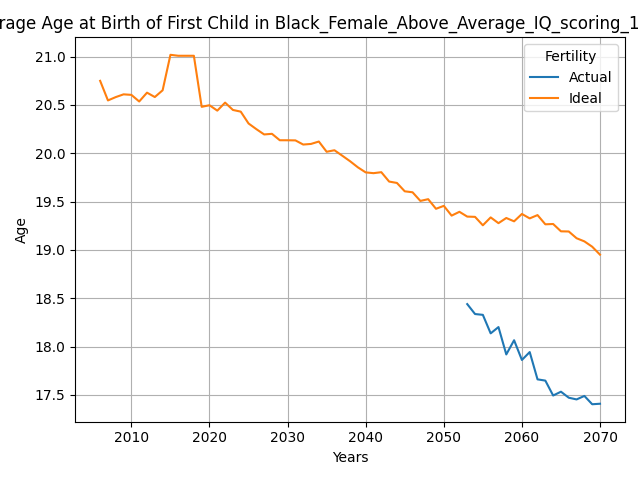 rage Age at Birth of First Child in Black_Female_Above_Average_IQ_scoring_1
Fertility
Actual
Ideal
21.0
20.5
20.0
19.5
19.0
18.5
18.0
17.5
Age
2010 2020 2030 2040 2050 2060 2070
Years